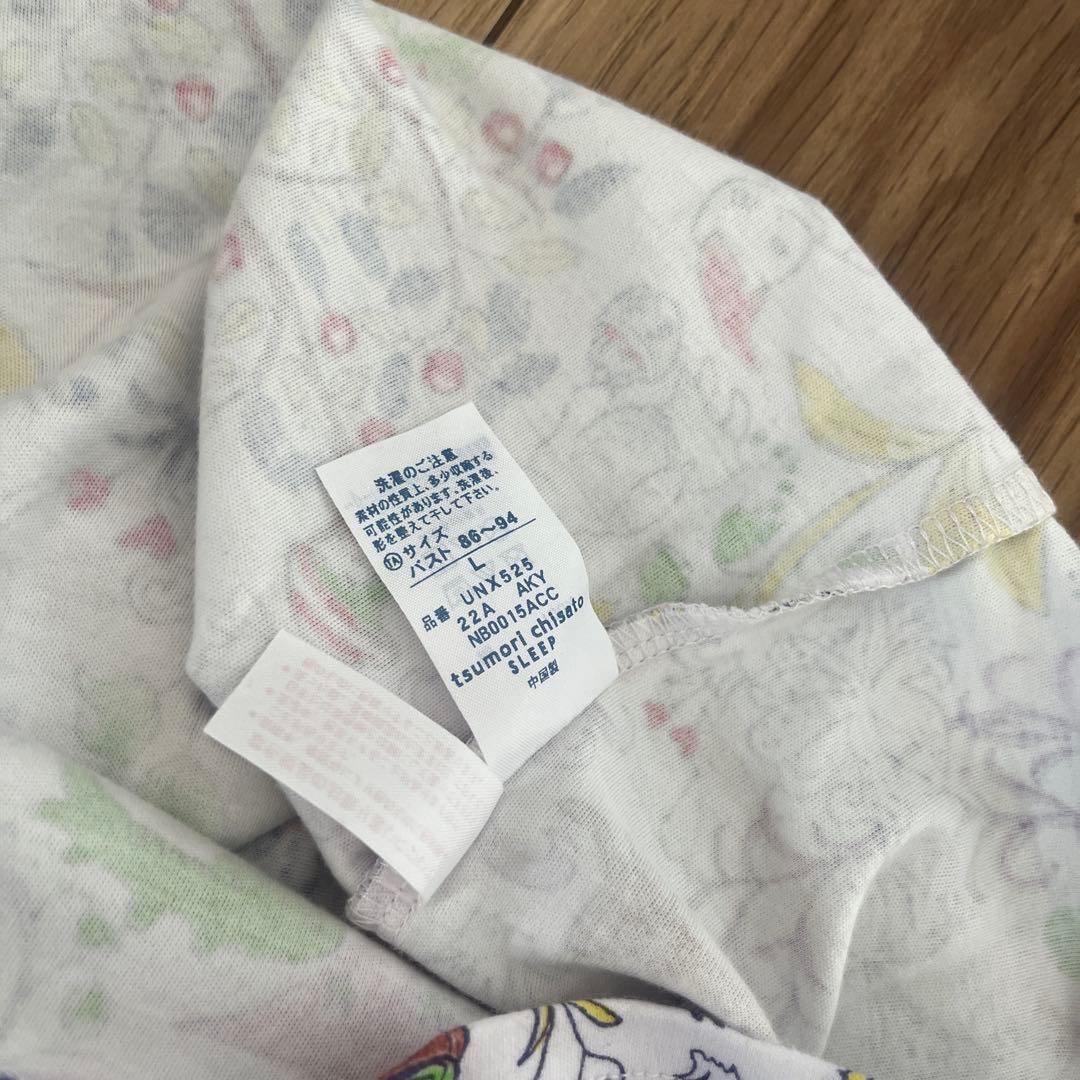 洗濯のご注意
素材の性質上、多少収縮する
可能性があります。洗濯後、
形を整えて干して下さい。
TA サイズ
バスト 86〜94
L
品番 UNX525
22A AKY
NB0015ACC
tsumori chisato
SLEEP
中国製